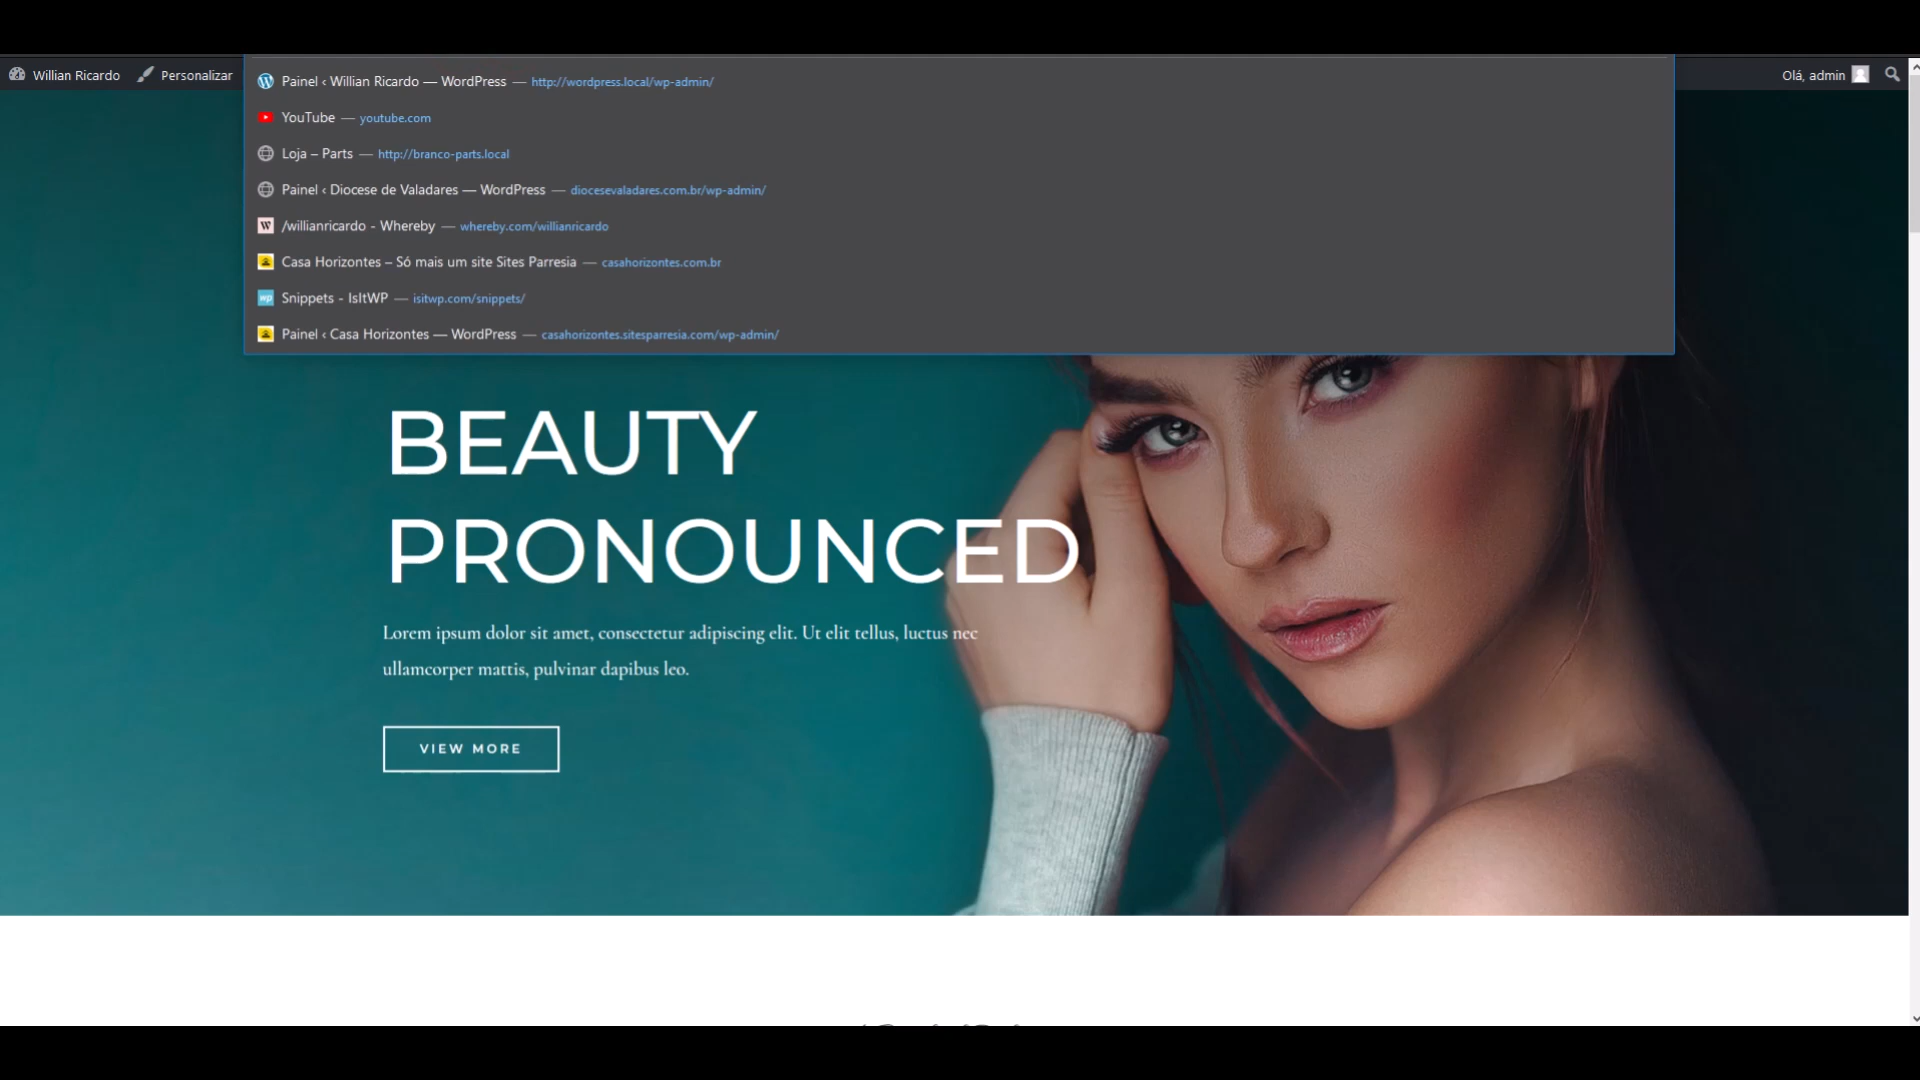 Willian Ricardo
Personalizar
Olá, admin
Painel ‹ Willian Ricardo — WordPress — http://wordpress.local/wp-admin/
YouTube — youtube.com
Loja – Parts — http://branco-parts.local
Painel ‹ Diocese de Valadares — WordPress — diocesevaladares.com.br/wp-admin/
/willianricardo - Whereby — whereby.com/willianricardo
Casa Horizontes – Só mais um site Sites Parresia — casahorizontes.com.br
Snippets - IsItWP — isitwp.com/snippets/
Painel ‹ Casa Horizontes — WordPress — casahorizontes.sitesparresia.com/wp-admin/
BEAUTY
PRONOUNCED
Lorem ipsum dolor sit amet, consectetur adipiscing elit. Ut elit tellus, luctus nec
ullamcorper mattis, pulvinar dapibus leo.
VIEW MORE